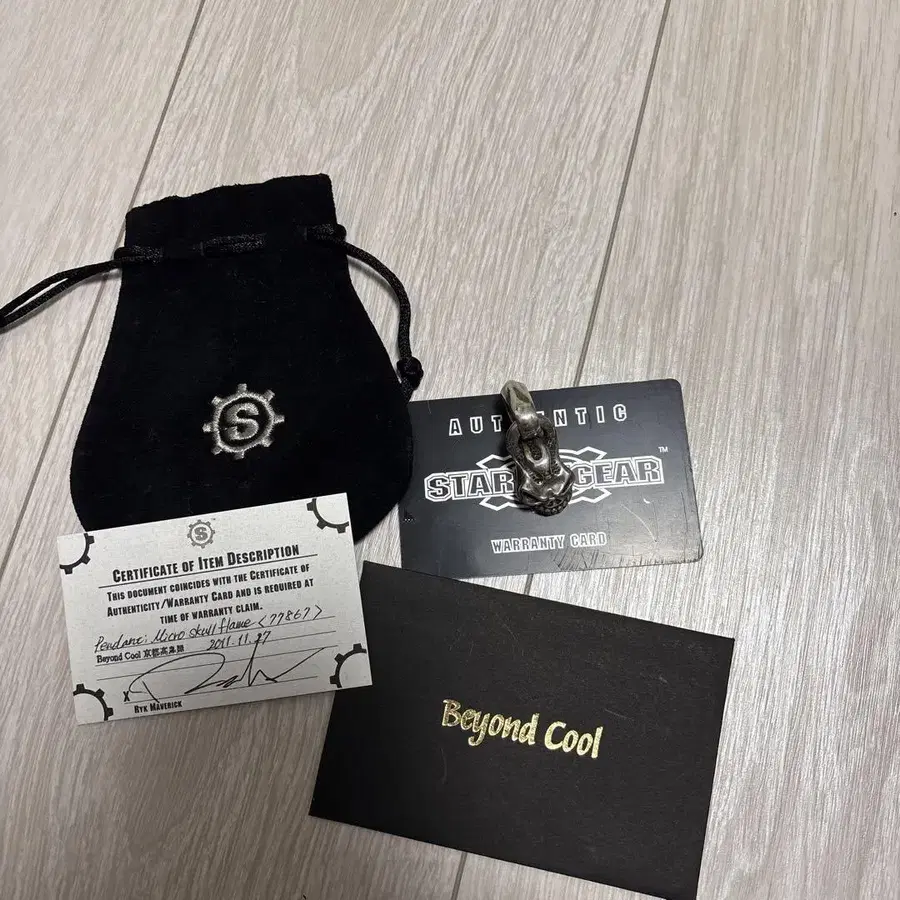 S
AUTHENTIC
STAR GEAR™
WARRANTY CARD
S
CERTIFICATE OF ITEM DESCRIPTION
THIS DOCUMENT COINCIDES WITH THE CERTIFICATE OF
AUTHENTICITY/WARRANTY CARD AND IS REQUIRED AT
TIME OF WARRANTY CLAIM.
Pendant: Micro skull flame <77867>
Beyond Cool 2011.11.27
X
RYK MAVERICK
Beyond Cool